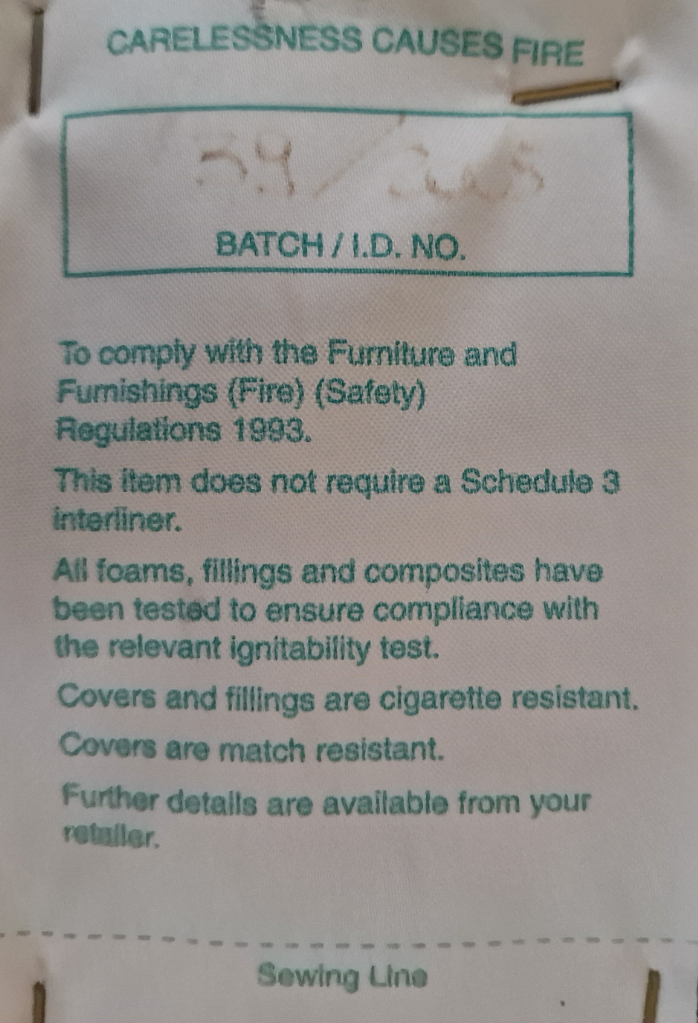 CARELESSNESS CAUSES FIRE
BATCH / I.D. NO.
To comply with the Furniture and
Furnishings (Fire) (Safety)
Regulations 1993.
This item does not require a Schedule 3
interliner.
All foams, fillings and composites have
been tested to ensure compliance with
the relevant ignitability test.
Covers and fillings are cigarette resistant.
Covers are match resistant.
Further details are available from your
retailer.
Sewing Line